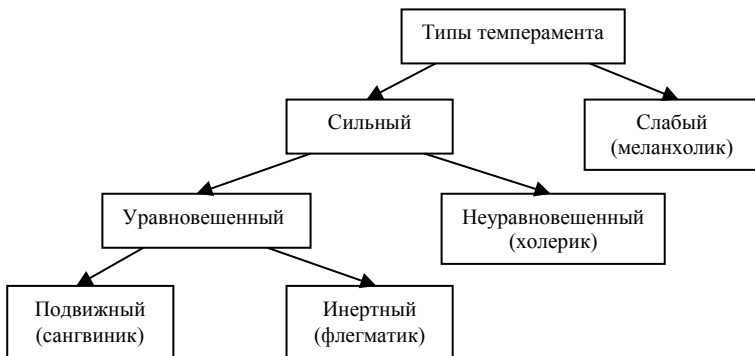 Типы темперамента
Сильный
Слабый
(меланхолик)
Уравновешенный
Неуравновешенный
(холерик)
Подвижный
(сангвиник)
Инертный
(флегматик)